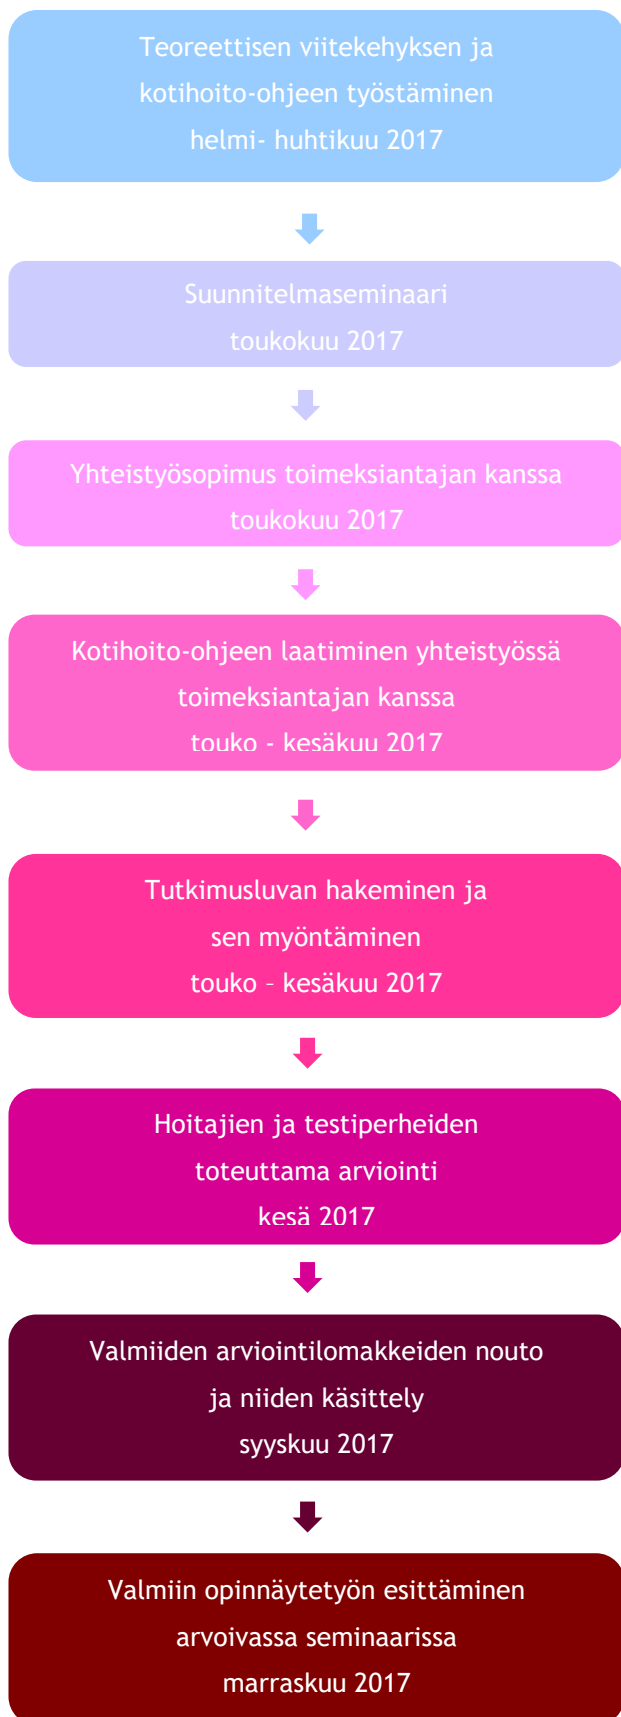 Teoreettisen viitekehyksen ja
kotihoito-ohjeen työstäminen
helmi- huhtikuu 2017
Suunnitelmaseminaari
toukokuu 2017
Yhteistyösopimus toimeksiantajan kanssa
toukokuu 2017
Kotihoito-ohjeen laatiminen yhteistyössä
toimeksiantajan kanssa
touko - kesäkuu 2017
Tutkimusluvan hakeminen ja
sen myöntäminen
touko – kesäkuu 2017
Hoitajien ja testiperheiden
toteuttama arviointi
kesä 2017
Valmiiden arviointilomakkeiden nouto
ja niiden käsittely
syyskuu 2017
Valmiin opinnäytetyön esittäminen
arvoivassa seminaarissa
marraskuu 2017